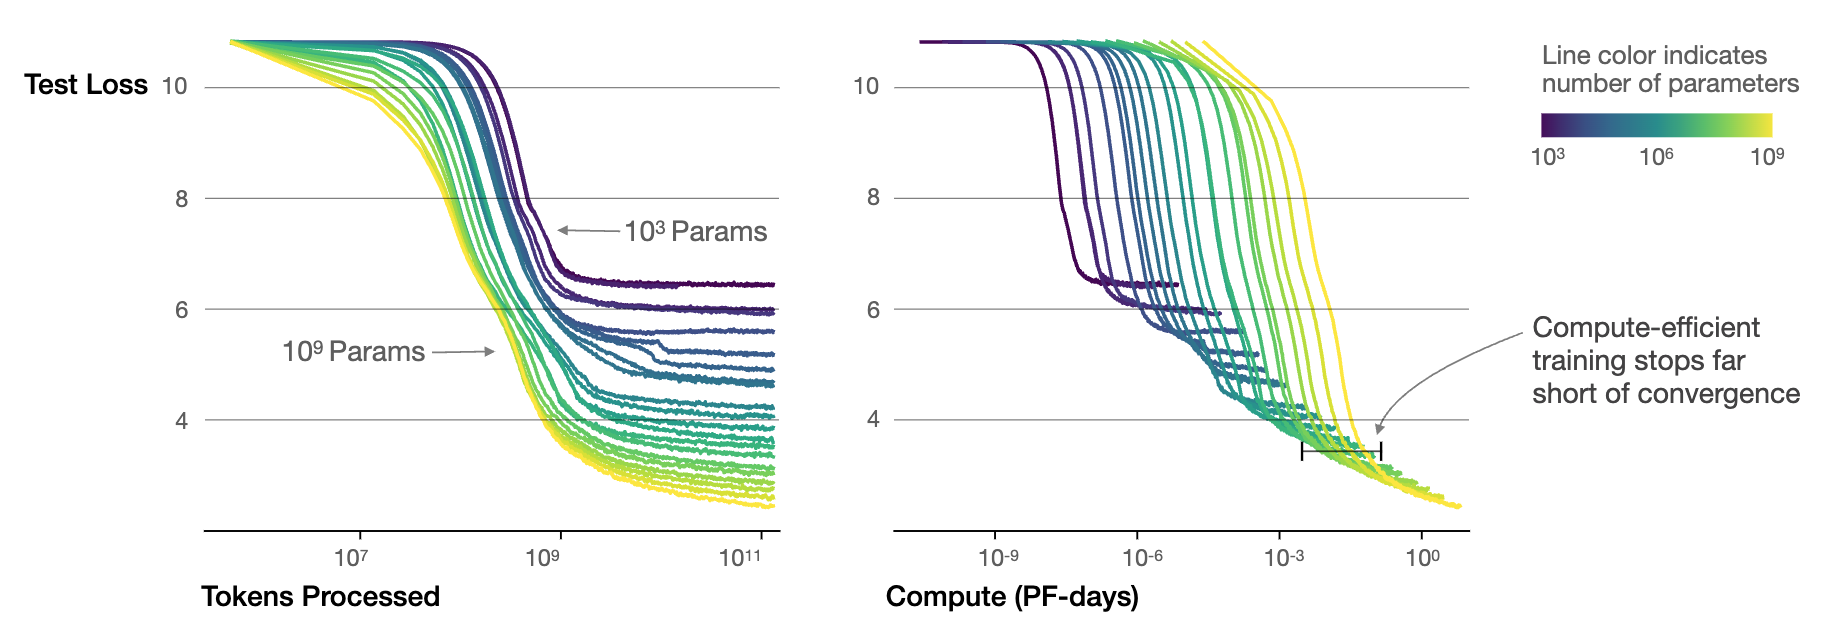 Test Loss
10
8
6
4
10³ Params
10⁹ Params
10⁷
10⁹
10¹¹
Tokens Processed
10
8
6
4
10⁻⁹
10⁻⁶
10⁻³
10⁰
Compute (PF-days)
Line color indicates
number of parameters
10³
10⁶
10⁹
Compute-efficient
training stops far
short of convergence